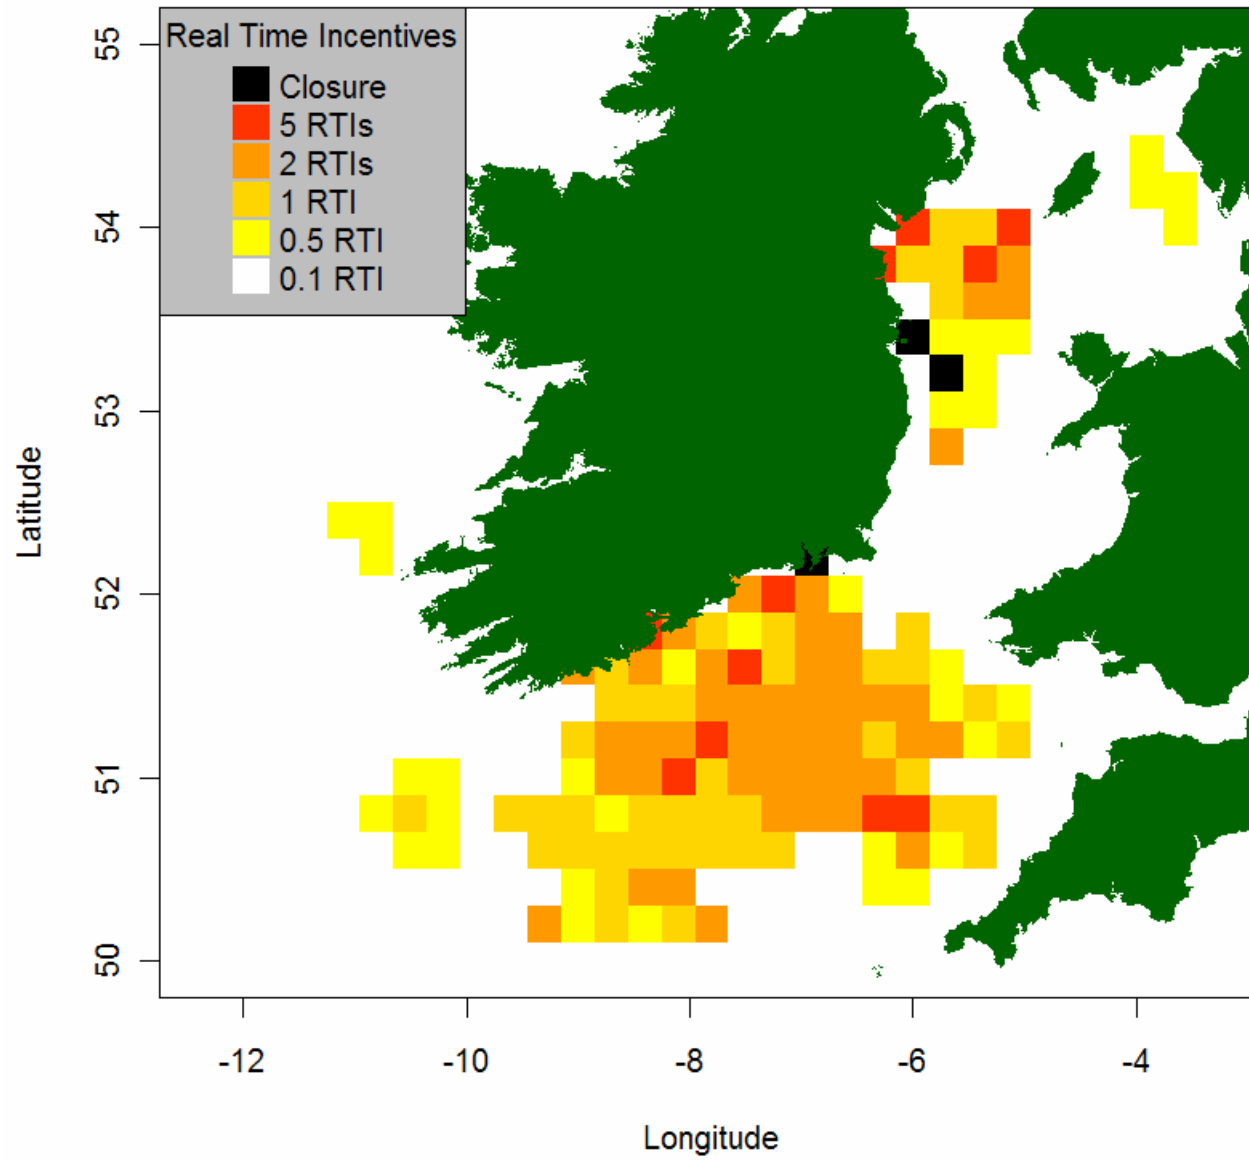 Real Time Incentives
Closure
5 RTIs
2 RTIs
1 RTI
0.5 RTI
0.1 RTI
55
54
53
52
51
50
Latitude
-12
-10
-8
-6
-4
Longitude